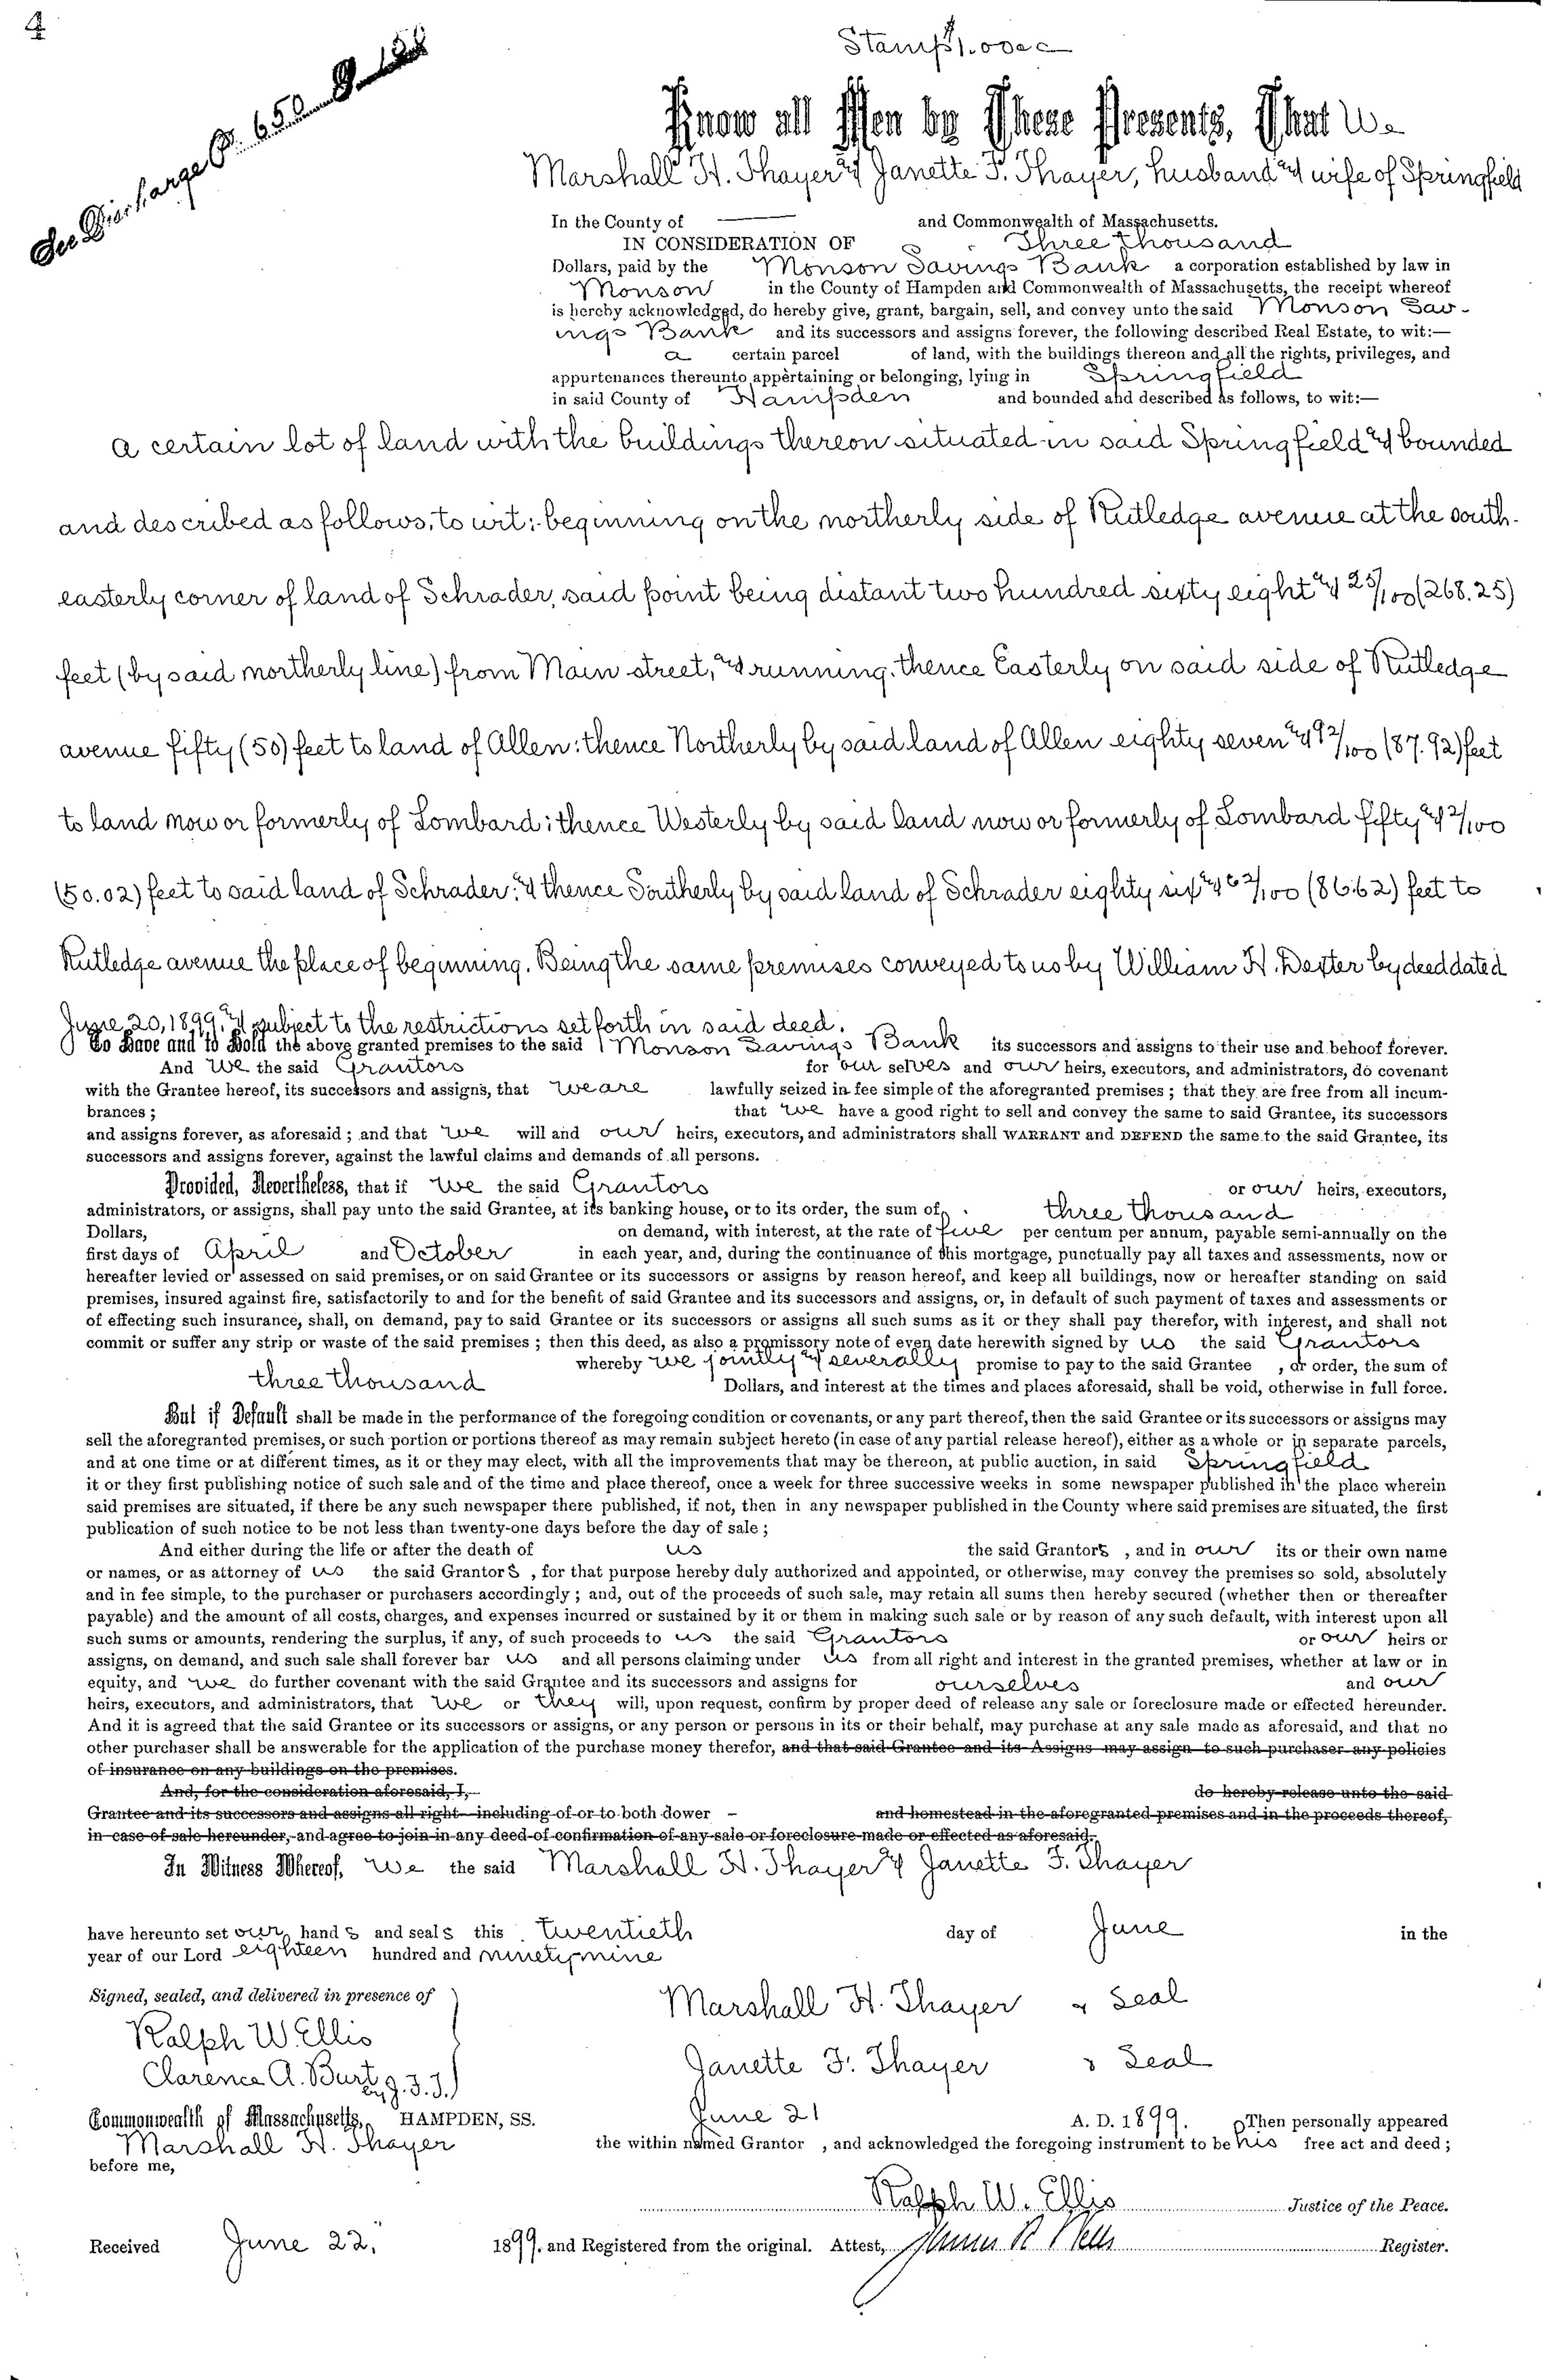 4
Stamp $1.00 c c
See Discharge B. 650 P. 188
Know all Men by These Presents, That We
Marshall H. Thayer and Janette F. Thayer, husband and wife of Springfield
In the County of ——— and Commonwealth of Massachusetts.
IN CONSIDERATION OF Three thousand
Dollars, paid by the Monson Savings Bank a corporation established by law in
Monson in the County of Hampden and Commonwealth of Massachusetts, the receipt whereof
is hereby acknowledged, do hereby give, grant, bargain, sell, and convey unto the said Monson Sav-
ings Bank and its successors and assigns forever, the following described Real Estate, to wit:—
a certain parcel of land, with the buildings thereon and all the rights, privileges, and
appurtenances thereunto appertaining or belonging, lying in Springfield
in said County of Hampden and bounded and described as follows, to wit:—
a certain lot of land with the buildings thereon situated in said Springfield and bounded
and described as follows, to wit:- beginning on the northerly side of Rutledge avenue at the south-
easterly corner of land of Schrader, said point being distant two hundred sixty eight and 25/100 (268.25)
feet (by said northerly line) from Main street, and running thence Easterly on said side of Rutledge
avenue fifty (50) feet to land of Allen: thence Northerly by said land of Allen eighty seven and 92/100 (87.92) feet
to land now or formerly of Lombard: thence Westerly by said land now or formerly of Lombard fifty and 2/100
(50.02) feet to said land of Schrader: and thence Southerly by said land of Schrader eighty six and 62/100 (86.62) feet to
Rutledge avenue the place of beginning. Being the same premises conveyed to us by William H. Dexter by deed dated
June 20, 1899, and subject to the restrictions set forth in said deed.
To Have and to Hold the above granted premises to the said Monson Savings Bank its successors and assigns to their use and behoof forever.
And We the said Grantors for our selves and our heirs, executors, and administrators, do covenant
with the Grantee hereof, its successors and assigns, that we are lawfully seized in fee simple of the aforegranted premises; that they are free from all incum-
brances; that we have a good right to sell and convey the same to said Grantee, its successors
and assigns forever, as aforesaid; and that we will and our heirs, executors, and administrators shall WARRANT and DEFEND the same to the said Grantee, its
successors and assigns forever, against the lawful claims and demands of all persons.
Provided, Nevertheless, that if we the said Grantors or our heirs, executors,
administrators, or assigns, shall pay unto the said Grantee, at its banking house, or to its order, the sum of three thousand
Dollars, on demand, with interest, at the rate of five per centum per annum, payable semi-annually on the
first days of April and October in each year, and, during the continuance of this mortgage, punctually pay all taxes and assessments, now or
hereafter levied or assessed on said premises, or on said Grantee or its successors or assigns by reason hereof, and keep all buildings, now or hereafter standing on said
premises, insured against fire, satisfactorily to and for the benefit of said Grantee and its successors and assigns, or, in default of such payment of taxes and assessments or
of effecting such insurance, shall, on demand, pay to said Grantee or its successors or assigns all such sums as it or they shall pay therefor, with interest, and shall not
commit or suffer any strip or waste of the said premises; then this deed, as also a promissory note of even date herewith signed by us the said Grantors
whereby we jointly and severally promise to pay to the said Grantee , or order, the sum of
three thousand Dollars, and interest at the times and places aforesaid, shall be void, otherwise in full force.
But if Default shall be made in the performance of the foregoing condition or covenants, or any part thereof, then the said Grantee or its successors or assigns may
sell the aforegranted premises, or such portion or portions thereof as may remain subject hereto (in case of any partial release hereof), either as a whole or in separate parcels,
and at one time or at different times, as it or they may elect, with all the improvements that may be thereon, at public auction, in said Springfield
it or they first publishing notice of such sale and of the time and place thereof, once a week for three successive weeks in some newspaper published in the place wherein
said premises are situated, if there be any such newspaper there published, if not, then in any newspaper published in the County where said premises are situated, the first
publication of such notice to be not less than twenty-one days before the day of sale;
And either during the life or after the death of us the said Grantors , and in our its or their own name
or names, or as attorney of us the said Grantors , for that purpose hereby duly authorized and appointed, or otherwise, may convey the premises so sold, absolutely
and in fee simple, to the purchaser or purchasers accordingly; and, out of the proceeds of such sale, may retain all sums then hereby secured (whether then or thereafter
payable) and the amount of all costs, charges, and expenses incurred or sustained by it or them in making such sale or by reason of any such default, with interest upon all
such sums or amounts, rendering the surplus, if any, of such proceeds to us the said Grantors or our heirs or
assigns, on demand, and such sale shall forever bar us and all persons claiming under us from all right and interest in the granted premises, whether at law or in
equity, and we do further covenant with the said Grantee and its successors and assigns for ourselves and our
heirs, executors, and administrators, that we or they will, upon request, confirm by proper deed of release any sale or foreclosure made or effected hereunder.
And it is agreed that the said Grantee or its successors or assigns, or any person or persons in its or their behalf, may purchase at any sale made as aforesaid, and that no
other purchaser shall be answerable for the application of the purchase money therefor, and that said Grantee and its Assigns may assign to such purchaser any policies
of insurance on any buildings on the premises.
And, for the consideration aforesaid, I, do hereby release unto the said
Grantee and its successors and assigns all right including of or to both dower – and homestead in the aforegranted premises and in the proceeds thereof,
in case of sale hereunder, and agree to join in any deed of confirmation of any sale or foreclosure made or effected as aforesaid.
In Witness Whereof, We the said Marshall H. Thayer and Janette F. Thayer
have hereunto set our hands and seals this twentieth day of June in the
year of our Lord eighteen hundred and ninety nine
Signed, sealed, and delivered in presence of
Marshall H. Thayer & Seal
Ralph W. Ellis
Janette F. Thayer & Seal
Clarence A. Burt
by J. F. T.
Commonwealth of Massachusetts, HAMPDEN, SS. June 21 A. D. 1899. Then personally appeared
Marshall H. Thayer the within named Grantor , and acknowledged the foregoing instrument to be his free act and deed;
before me,
Ralph W. Ellis Justice of the Peace.
Received June 22, 1899. and Registered from the original. Attest, James R Wells Register.